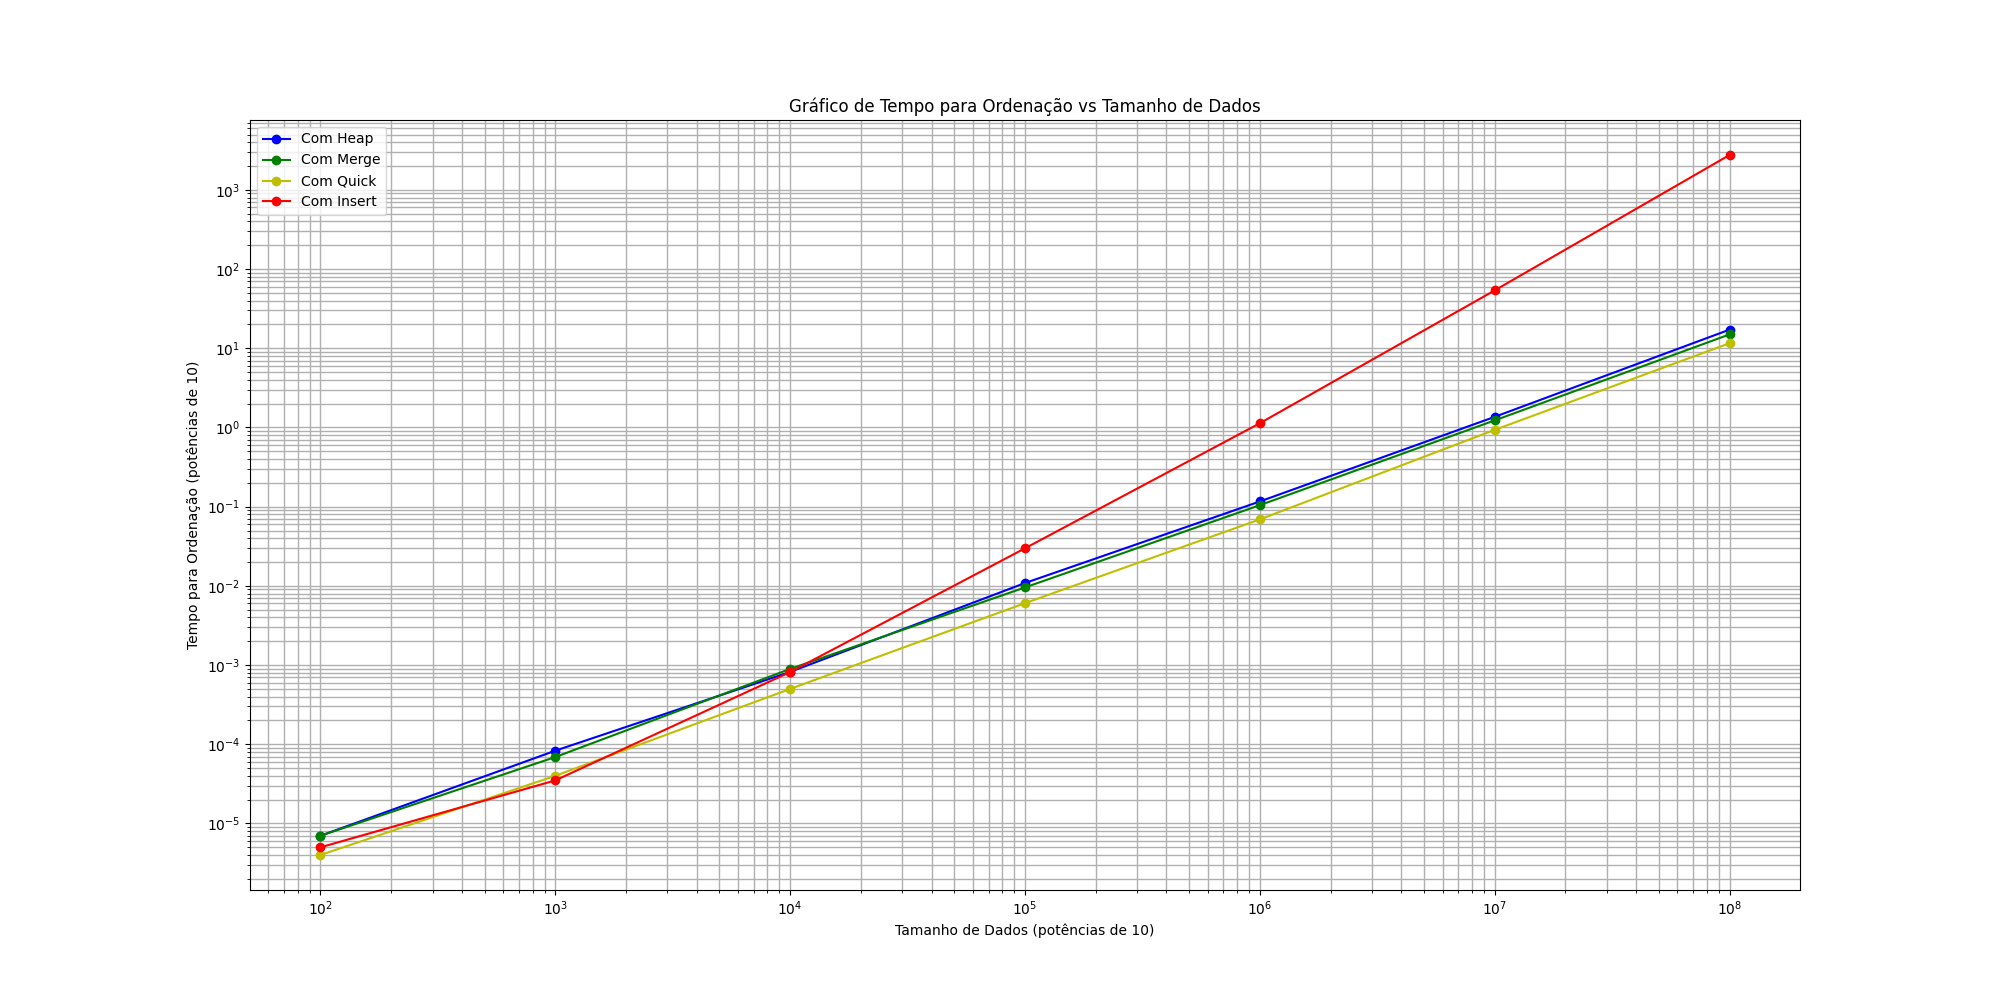 Gráfico de Tempo para Ordenação vs Tamanho de Dados
Com Heap
Com Merge
Com Quick
Com Insert
Tempo para Ordenação (potências de 10)
10³
10²
10¹
10⁰
10⁻¹
10⁻²
10⁻³
10⁻⁴
10⁻⁵
10² 10³ 10⁴ 10⁵ 10⁶ 10⁷ 10⁸
Tamanho de Dados (potências de 10)